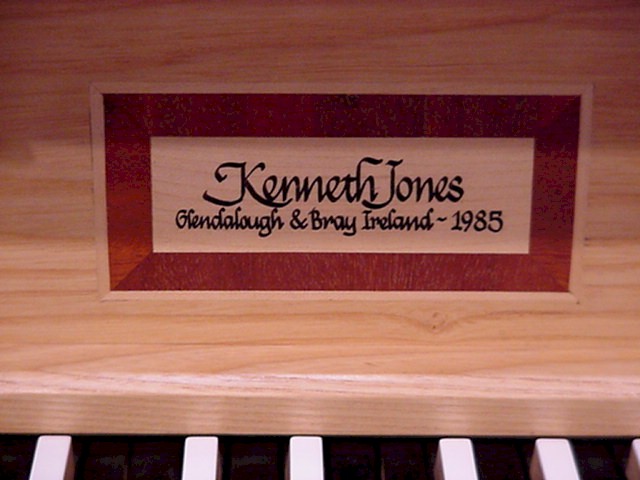 Kenneth Jones
Glendalough & Bray Ireland ~ 1985